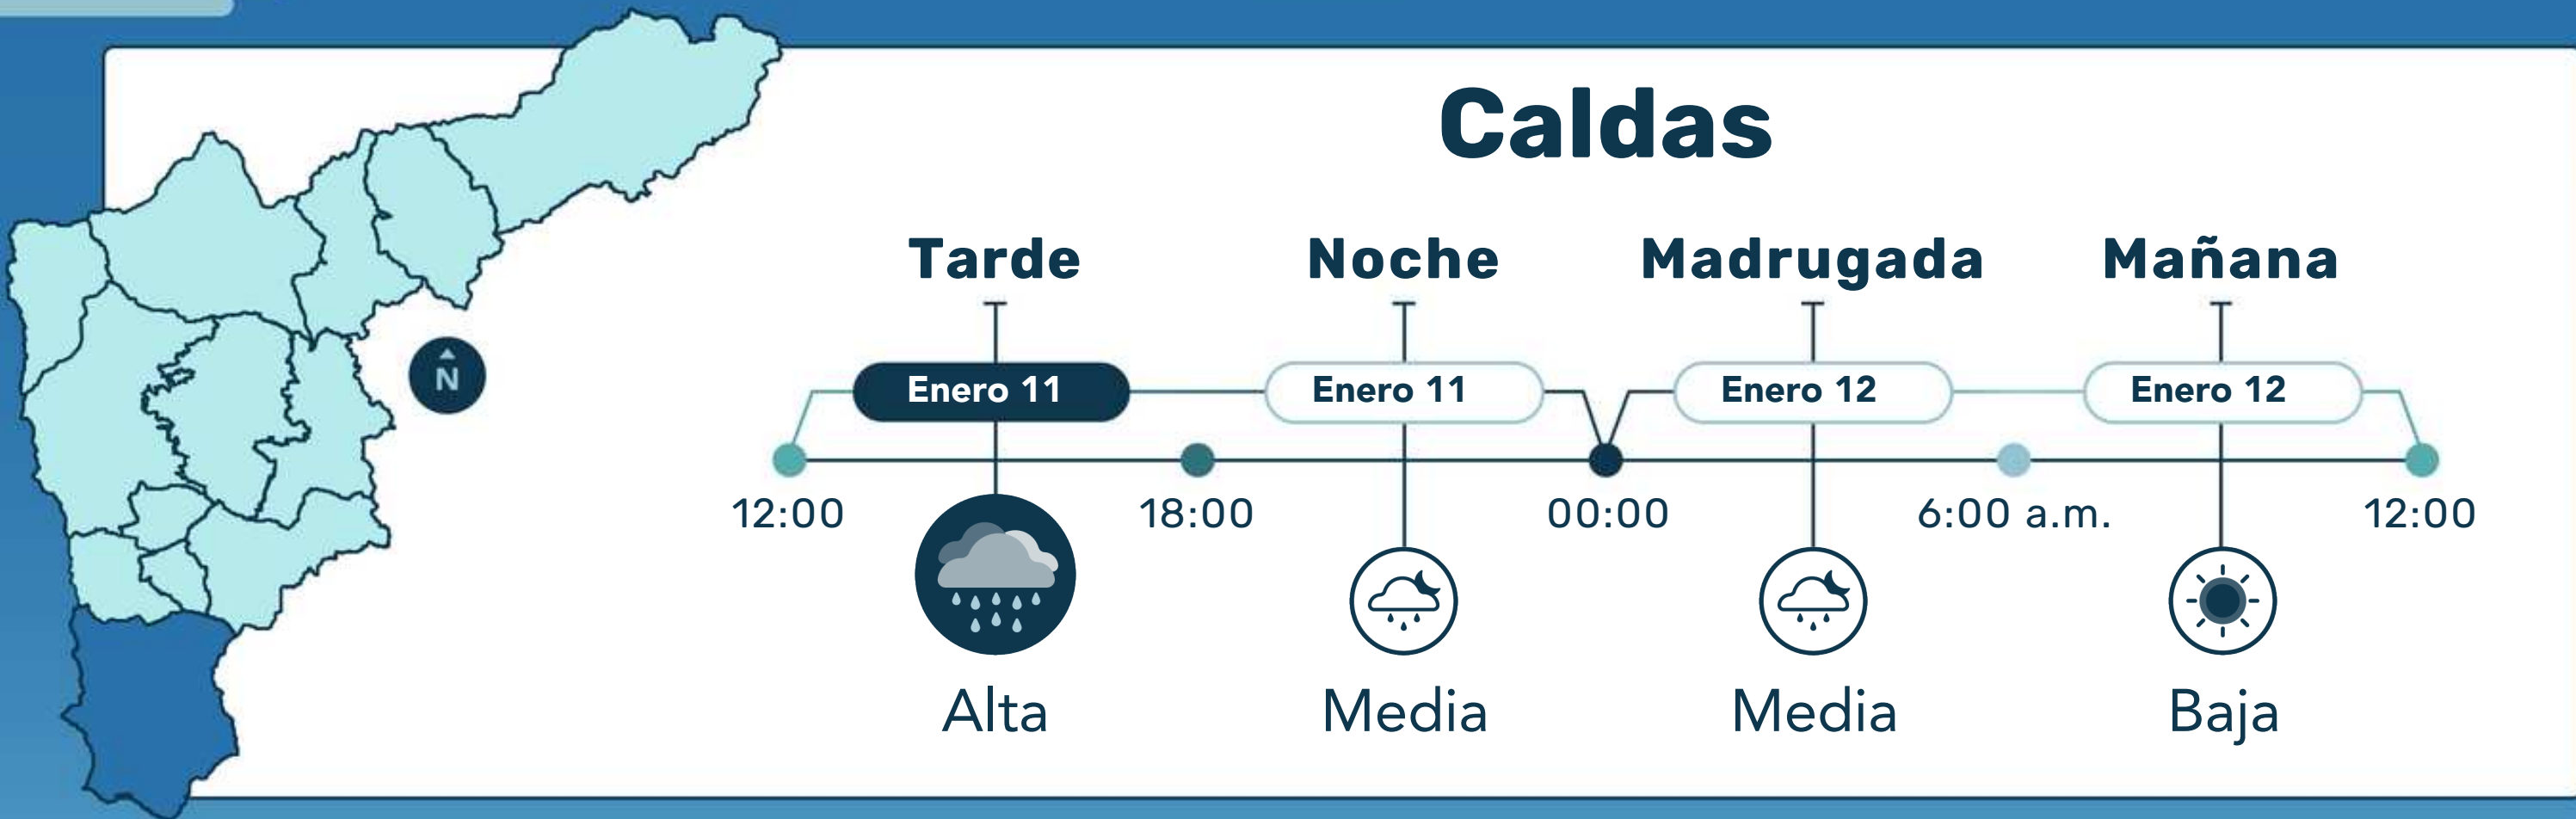 Caldas
Tarde Noche Madrugada Mañana
N
Enero 11 Enero 11 Enero 12 Enero 12
12:00 18:00 00:00 6:00 a.m. 12:00
Alta Media Media Baja